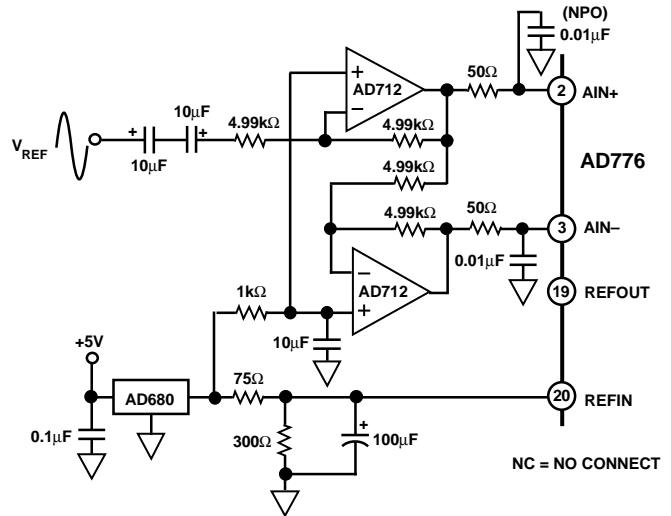 (NPO)
0.01μF
50Ω
2
AIN+
+
AD712
−
10μF
+
+
4.99kΩ
4.99kΩ
VREF
10μF
4.99kΩ
AD776
4.99kΩ
50Ω
3
AIN−
−
AD712
+
0.01μF
1kΩ
19
REFOUT
10μF
+5V
75Ω
AD680
20
REFIN
0.1μF
300Ω
+
100μF
NC = NO CONNECT